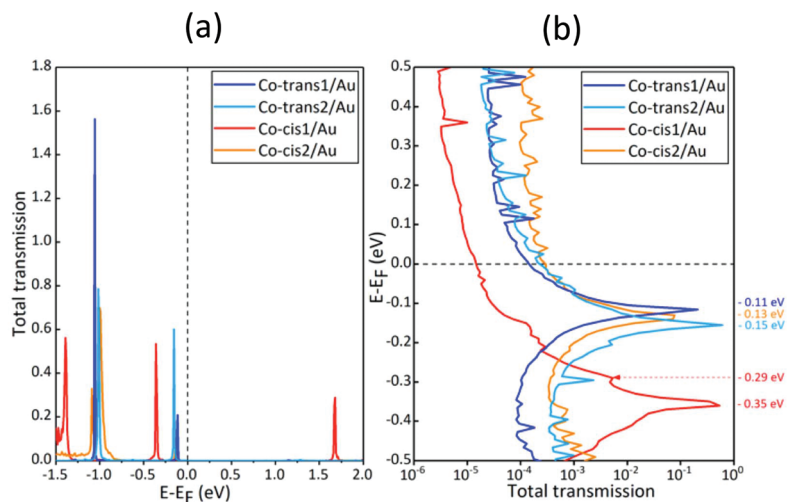 (a)
1.8
1.6
1.4
1.2
1.0
0.8
0.6
0.4
0.2
0.0
Total transmission
Co-trans1/Au
Co-trans2/Au
Co-cis1/Au
Co-cis2/Au
-1.5 -1.0 -0.5 0.0 0.5 1.0 1.5 2.0
E-EF (eV)
(b)
0.5
0.4
0.3
0.2
0.1
0.0
-0.1
-0.2
-0.3
-0.4
-0.5
E-EF (eV)
Co-trans1/Au
Co-trans2/Au
Co-cis1/Au
Co-cis2/Au
- 0.11 eV
- 0.13 eV
- 0.15 eV
- 0.29 eV
- 0.35 eV
10-6 10-5 10-4 10-3 10-2 10-1 100
Total transmission